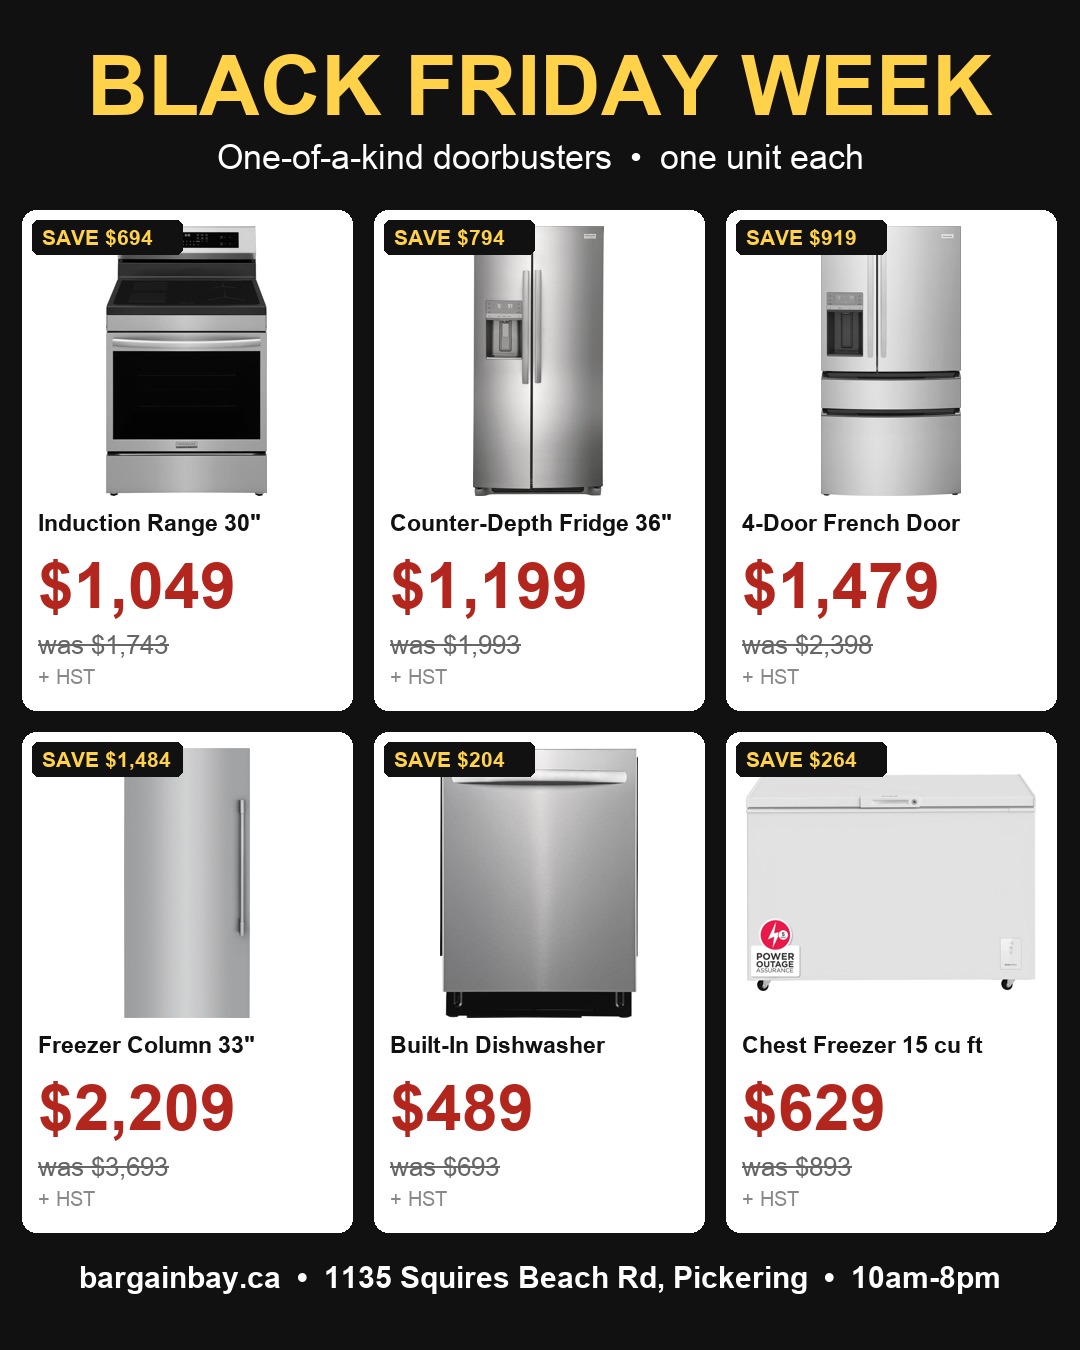 BLACK FRIDAY WEEK
One-of-a-kind doorbusters • one unit each
SAVE $694
Induction Range 30"
$1,049
was $1,743
+ HST
SAVE $794
Counter-Depth Fridge 36"
$1,199
was $1,993
+ HST
SAVE $919
4-Door French Door
$1,479
was $2,398
+ HST
SAVE $1,484
Freezer Column 33"
$2,209
was $3,693
+ HST
SAVE $204
Built-In Dishwasher
$489
was $693
+ HST
SAVE $264
POWER
OUTAGE
ASSURANCE
Chest Freezer 15 cu ft
$629
was $893
+ HST
bargainbay.ca • 1135 Squires Beach Rd, Pickering • 10am-8pm